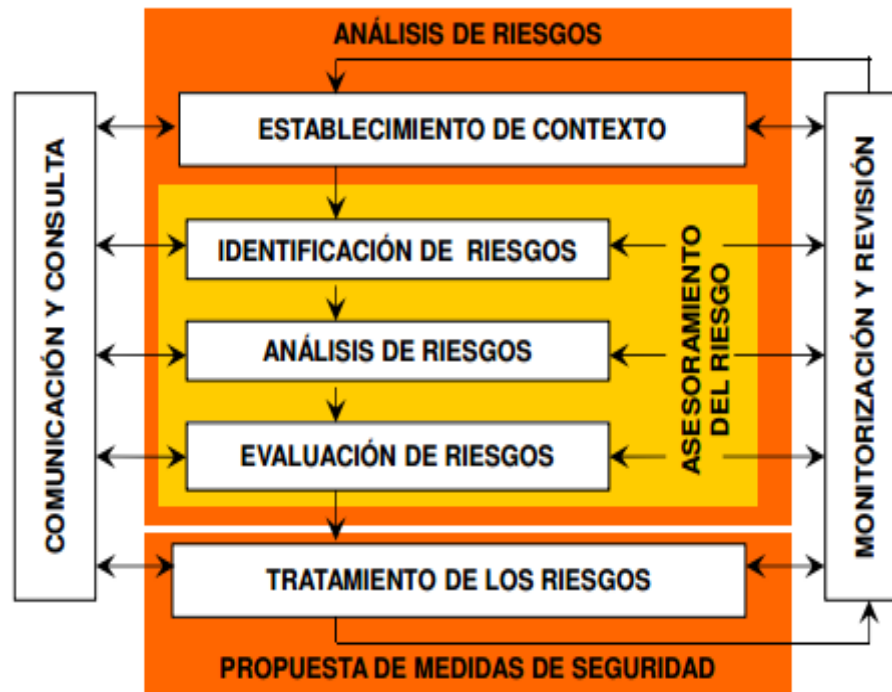 ANÁLISIS DE RIESGOS
ESTABLECIMIENTO DE CONTEXTO
COMUNICACIÓN Y CONSULTA
IDENTIFICACIÓN DE RIESGOS
ANÁLISIS DE RIESGOS
EVALUACIÓN DE RIESGOS
ASESORAMIENTO
DEL RIESGO
MONITORIZACIÓN Y REVISIÓN
TRATAMIENTO DE LOS RIESGOS
PROPUESTA DE MEDIDAS DE SEGURIDAD